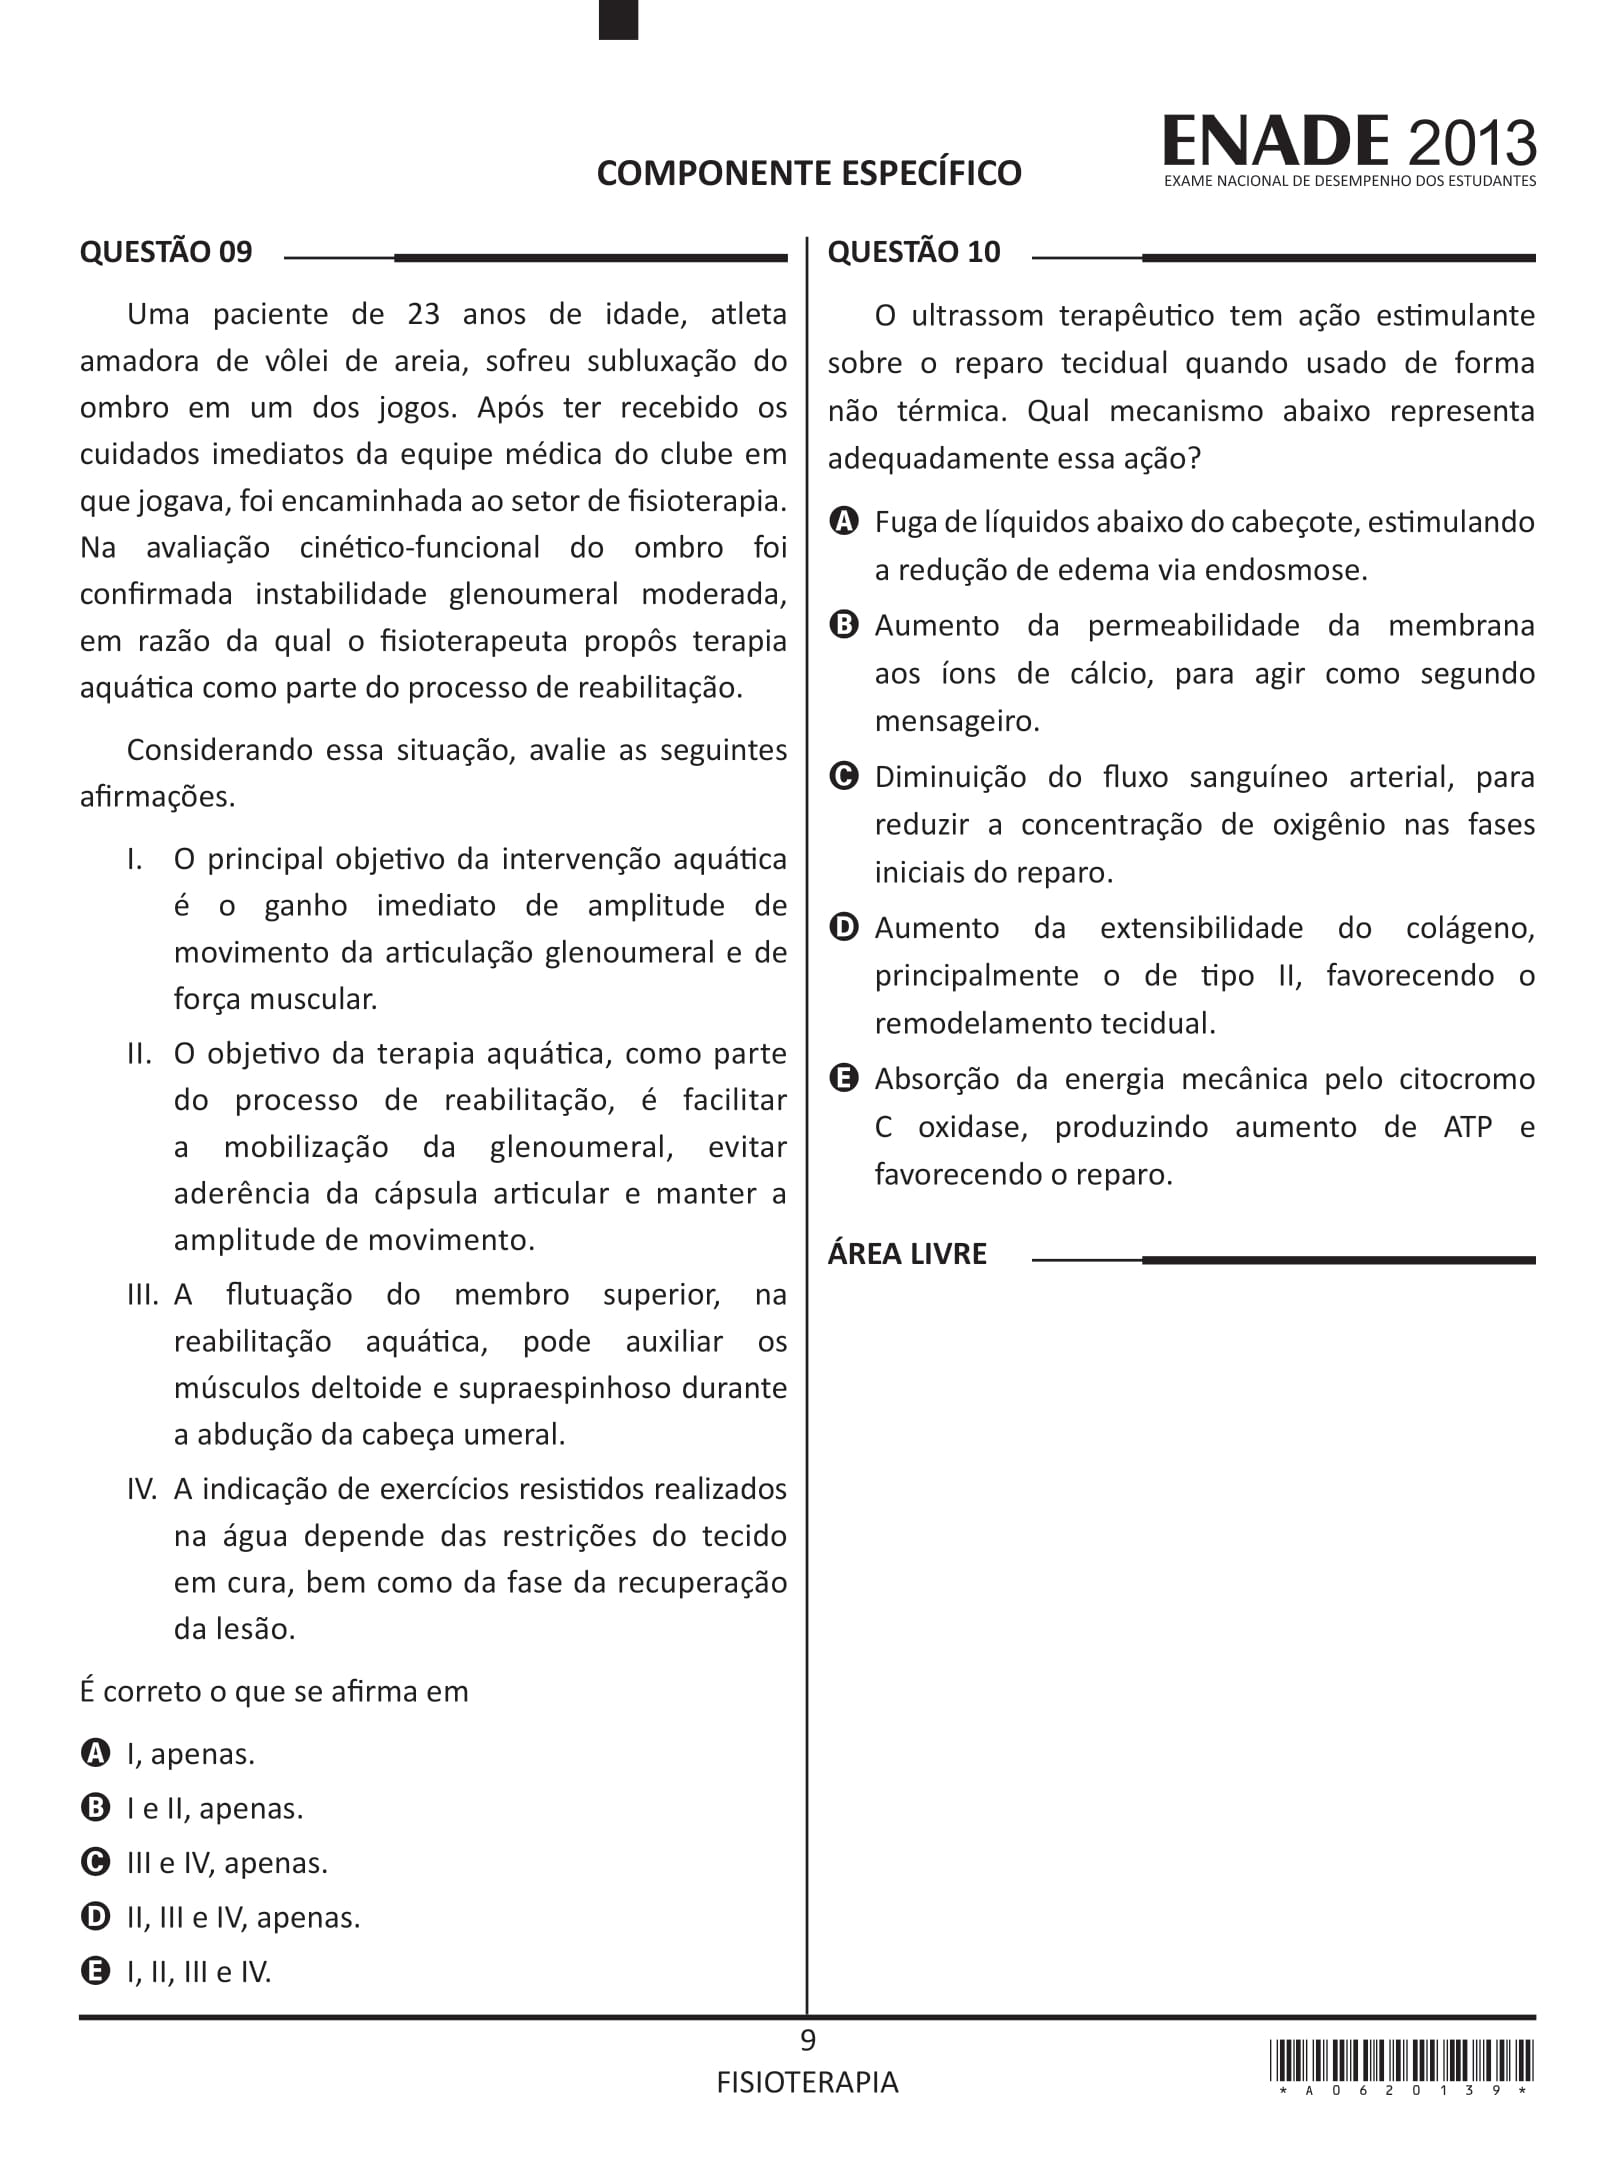 ENADE 2013
EXAME NACIONAL DE DESEMPENHO DOS ESTUDANTES
COMPONENTE ESPECÍFICO
QUESTÃO 09
Uma paciente de 23 anos de idade, atleta
amadora de vôlei de areia, sofreu subluxação do
ombro em um dos jogos. Após ter recebido os
cuidados imediatos da equipe médica do clube em
que jogava, foi encaminhada ao setor de fisioterapia.
Na avaliação cinético-funcional do ombro foi
confirmada instabilidade glenoumeral moderada,
em razão da qual o fisioterapeuta propôs terapia
aquática como parte do processo de reabilitação.
Considerando essa situação, avalie as seguintes
afirmações.
I. O principal objetivo da intervenção aquática
é o ganho imediato de amplitude de
movimento da articulação glenoumeral e de
força muscular.
II. O objetivo da terapia aquática, como parte
do processo de reabilitação, é facilitar
a mobilização da glenoumeral, evitar
aderência da cápsula articular e manter a
amplitude de movimento.
III. A flutuação do membro superior, na
reabilitação aquática, pode auxiliar os
músculos deltoide e supraespinhoso durante
a abdução da cabeça umeral.
IV. A indicação de exercícios resistidos realizados
na água depende das restrições do tecido
em cura, bem como da fase da recuperação
da lesão.
É correto o que se afirma em
A I, apenas.
B I e II, apenas.
C III e IV, apenas.
D II, III e IV, apenas.
E I, II, III e IV.
QUESTÃO 10
O ultrassom terapêutico tem ação estimulante
sobre o reparo tecidual quando usado de forma
não térmica. Qual mecanismo abaixo representa
adequadamente essa ação?
A Fuga de líquidos abaixo do cabeçote, estimulando
a redução de edema via endosmose.
B Aumento da permeabilidade da membrana
aos íons de cálcio, para agir como segundo
mensageiro.
C Diminuição do fluxo sanguíneo arterial, para
reduzir a concentração de oxigênio nas fases
iniciais do reparo.
D Aumento da extensibilidade do colágeno,
principalmente o de tipo II, favorecendo o
remodelamento tecidual.
E Absorção da energia mecânica pelo citocromo
C oxidase, produzindo aumento de ATP e
favorecendo o reparo.
ÁREA LIVRE
9
FISIOTERAPIA
* A 0 6 2 0 1 3 9 *